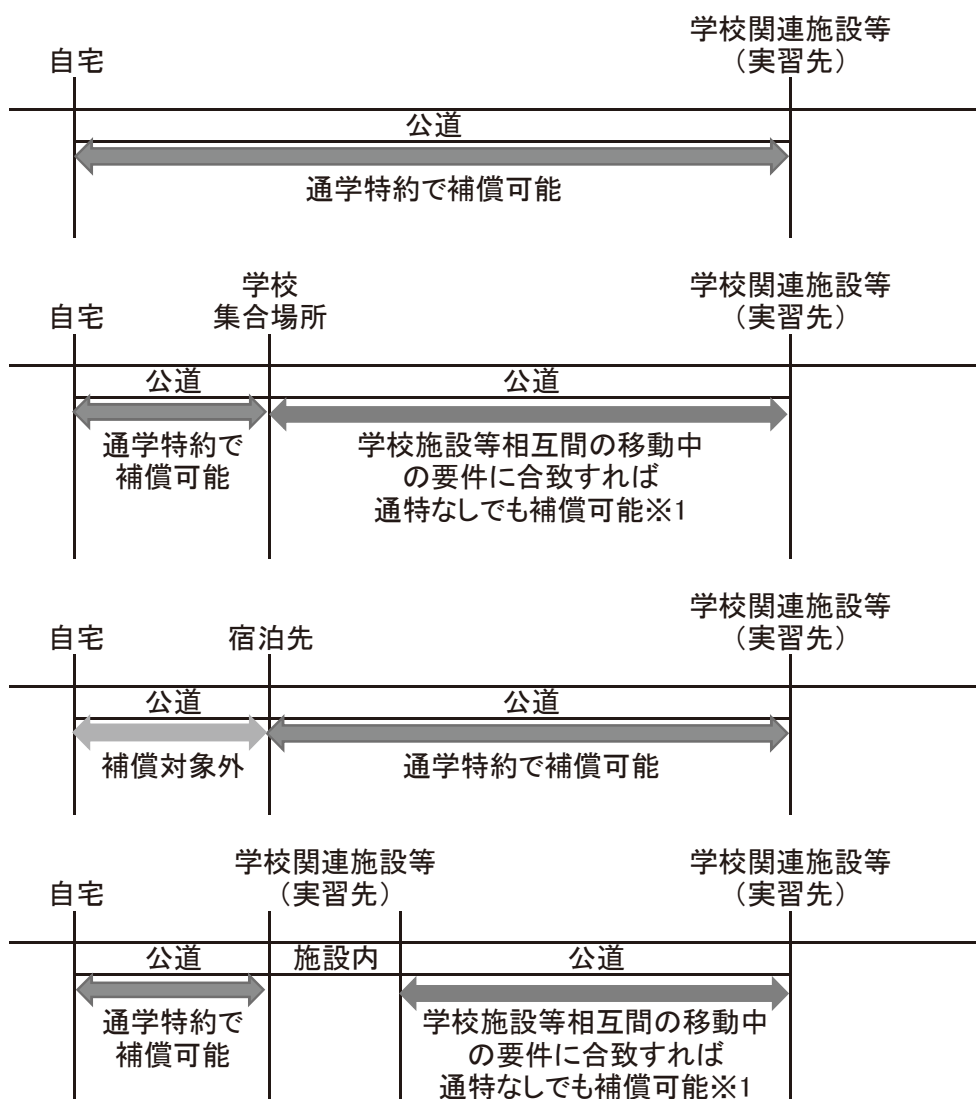 学校関連施設等
自宅
（実習先）
公道
通学特約で補償可能
学校
学校関連施設等
自宅
集合場所
（実習先）
公道
公道
通学特約で
補償可能
学校施設等相互間の移動中
の要件に合致すれば
通特なしでも補償可能※1
学校関連施設等
自宅
宿泊先
（実習先）
公道
公道
補償対象外
通学特約で補償可能
学校関連施設等
学校関連施設等
自宅
（実習先）
（実習先）
公道
施設内
公道
通学特約で
補償可能
学校施設等相互間の移動中
の要件に合致すれば
通特なしでも補償可能※1